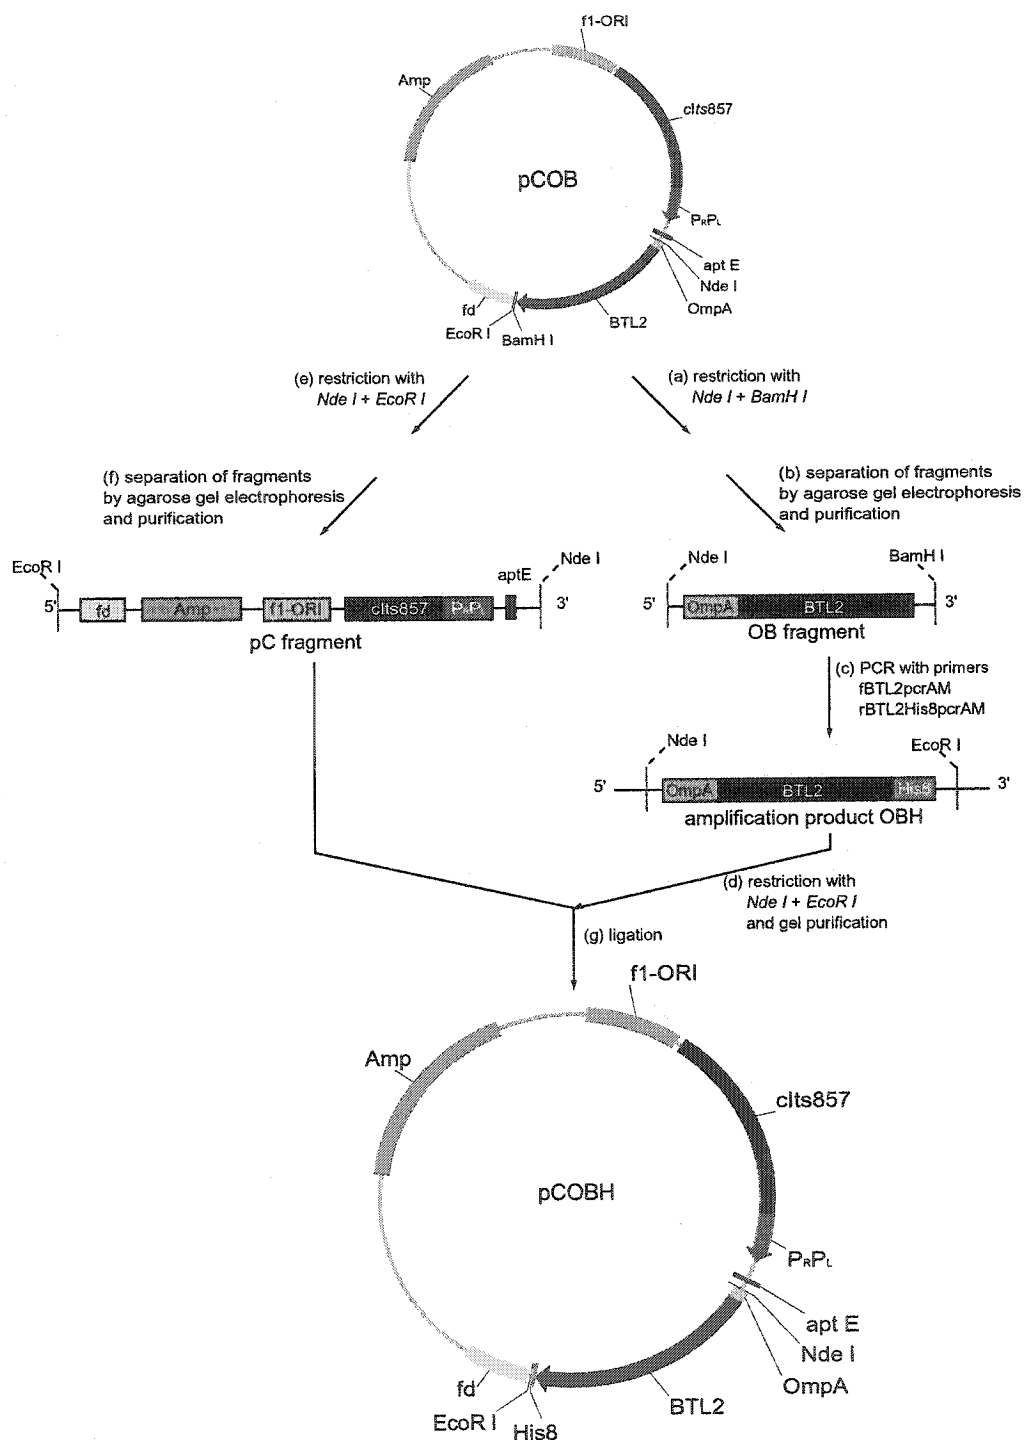 f1-ORI
Amp
cIts857
pCOB
PRPL
apt E
Nde I
OmpA
BTL2
fd
EcoR I
BamH I
(e) restriction with
Nde I + EcoR I
(a) restriction with
Nde I + BamH I
(f) separation of fragments
by agarose gel electrophoresis
and purification
(b) separation of fragments
by agarose gel electrophoresis
and purification
EcoR I
aptE
Nde I
5'
fd
Amp
f1-ORI
cIts857
PRPL
3'
pC fragment
Nde I
BamH I
5'
OmpA
BTL2
3'
OB fragment
(c) PCR with primers
fBTL2pcrAM
rBTL2His8pcrAM
Nde I
EcoR I
5'
OmpA
BTL2
His8
3'
amplification product OBH
(d) restriction with
Nde I + EcoR I
and gel purification
(g) ligation
f1-ORI
Amp
cIts857
pCOBH
PRPL
apt E
Nde I
OmpA
BTL2
fd
EcoR I
His8